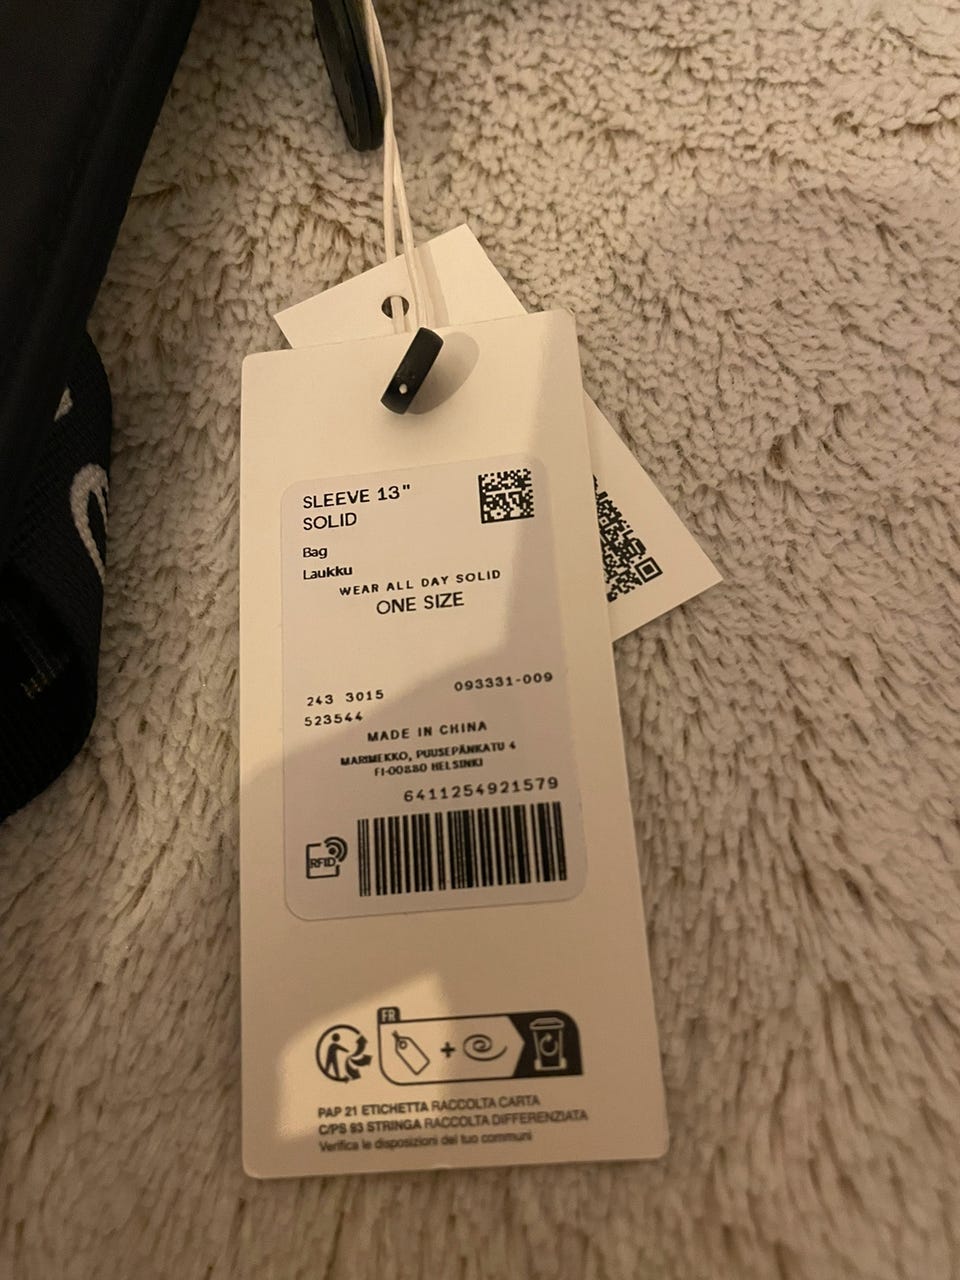 SLEEVE 13"
SOLID
Bag
Laukku
WEAR ALL DAY SOLID
ONE SIZE
243 3015
093331-009
523544
MADE IN CHINA
MARIMEKKO, PUUSEPÄNKATU 4
FI-00880 HELSINKI
6411254921579
RFID
FR
PAP 21 ETICHETTA RACCOLTA CARTA
C/PS 93 STRINGA RACCOLTA DIFFERENZIATA
Verifica le disposizioni del tuo comuni